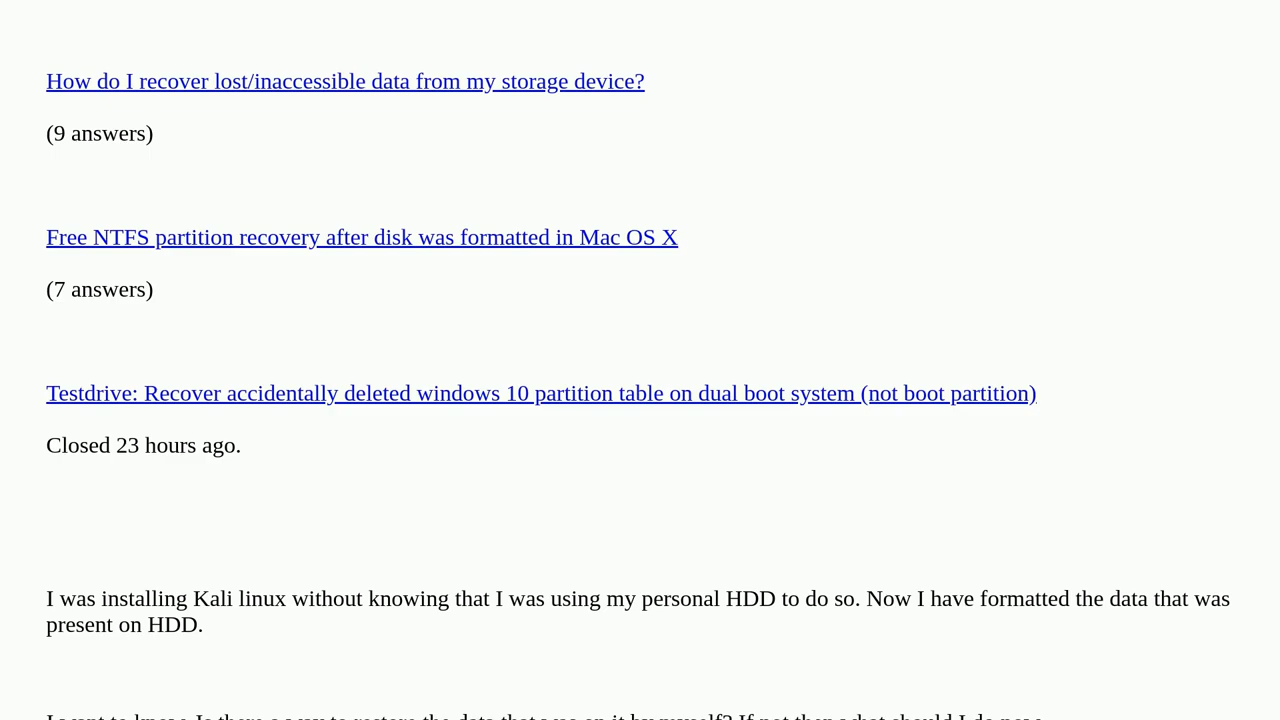 How do I recover lost/inaccessible data from my storage device?
(9 answers)
Free NTFS partition recovery after disk was formatted in Mac OS X
(7 answers)
Testdrive: Recover accidentally deleted windows 10 partition table on dual boot system (not boot partition)
Closed 23 hours ago.
I was installing Kali linux without knowing that I was using my personal HDD to do so. Now I have formatted the data that was
present on HDD.